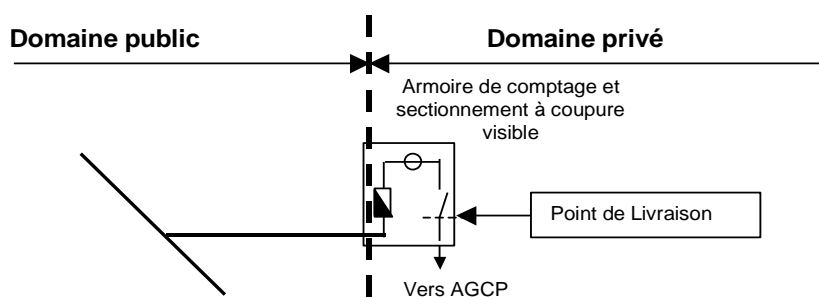 Domaine public
Domaine privé
Armoire de comptage et
sectionnement à coupure
visible
Point de Livraison
Vers AGCP